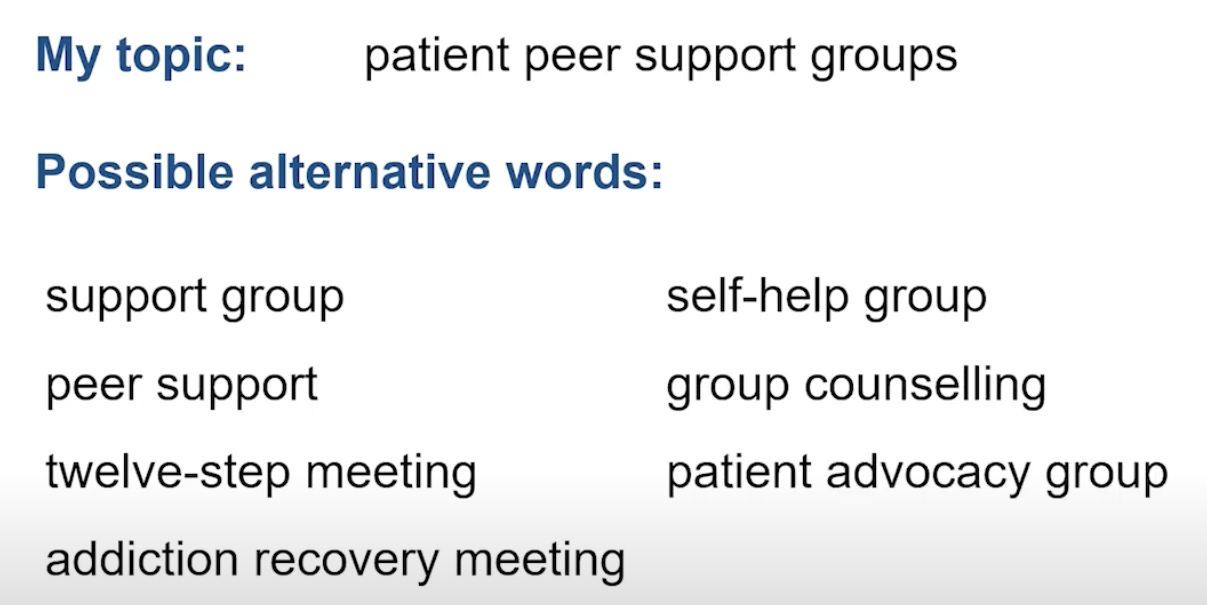 My topic: patient peer support groups
Possible alternative words:
support group self-help group
peer support group counselling
twelve-step meeting patient advocacy group
addiction recovery meeting